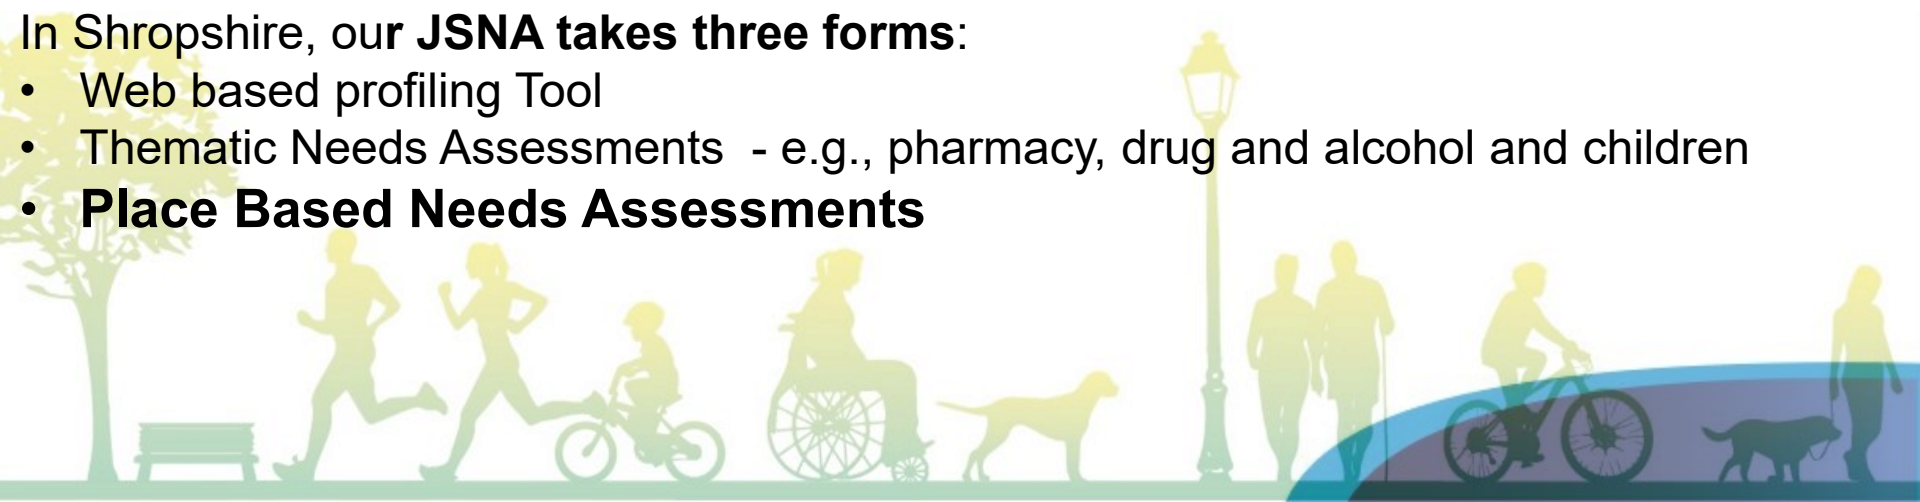 In Shropshire, our JSNA takes three forms:
• Web based profiling Tool
• Thematic Needs Assessments - e.g., pharmacy, drug and alcohol and children
• Place Based Needs Assessments